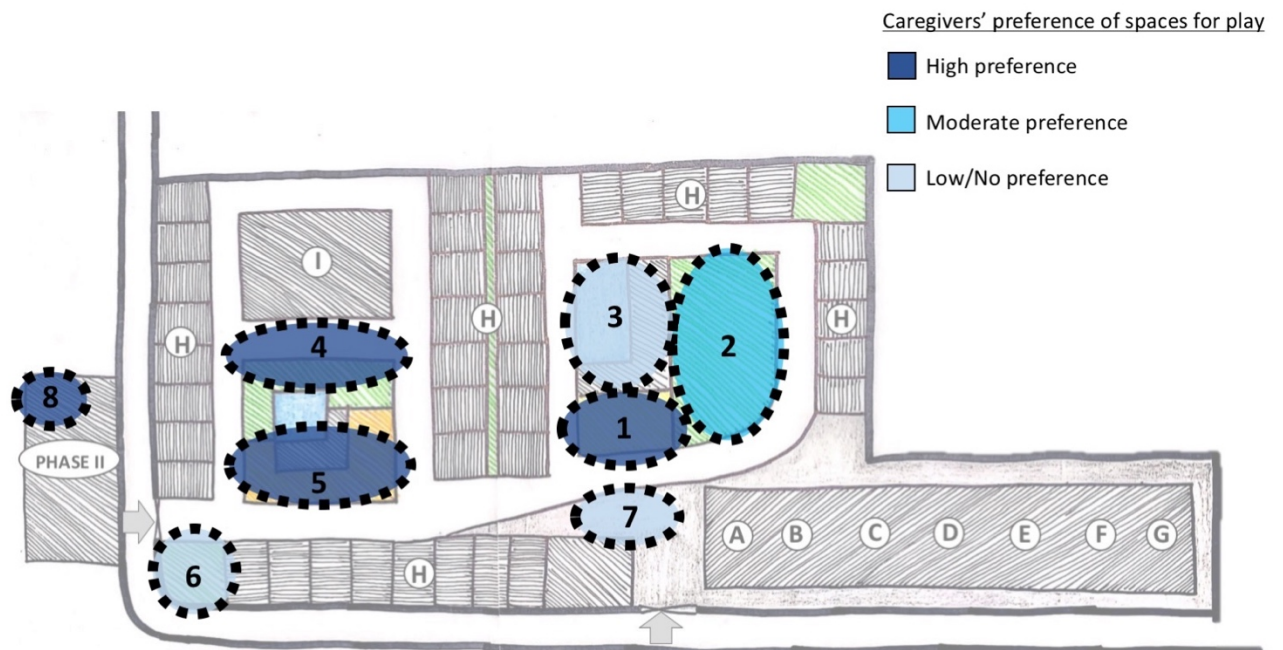 Caregivers’ preference of spaces for play
High preference
Moderate preference
Low/No preference
H
I
H
3
2
H
H
4
8
1
5
PHASE II
7
A B C D E F G
6
H